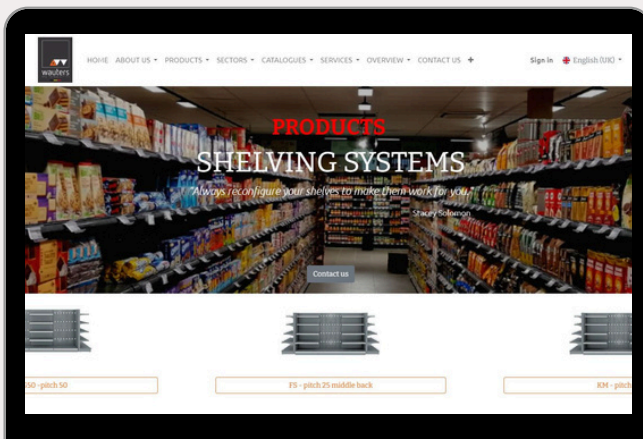 wauters
HOME ABOUT US PRODUCTS SECTORS CATALOGUES SERVICES OVERVIEW CONTACT US + Sign in English (UK)
PRODUCTS
SHELVING SYSTEMS
"Always reconfigure your shelves to make them work for you."
Stacey Solomon
Contact us
50 -pitch 50 FS - pitch 25 middle back KM - pitch